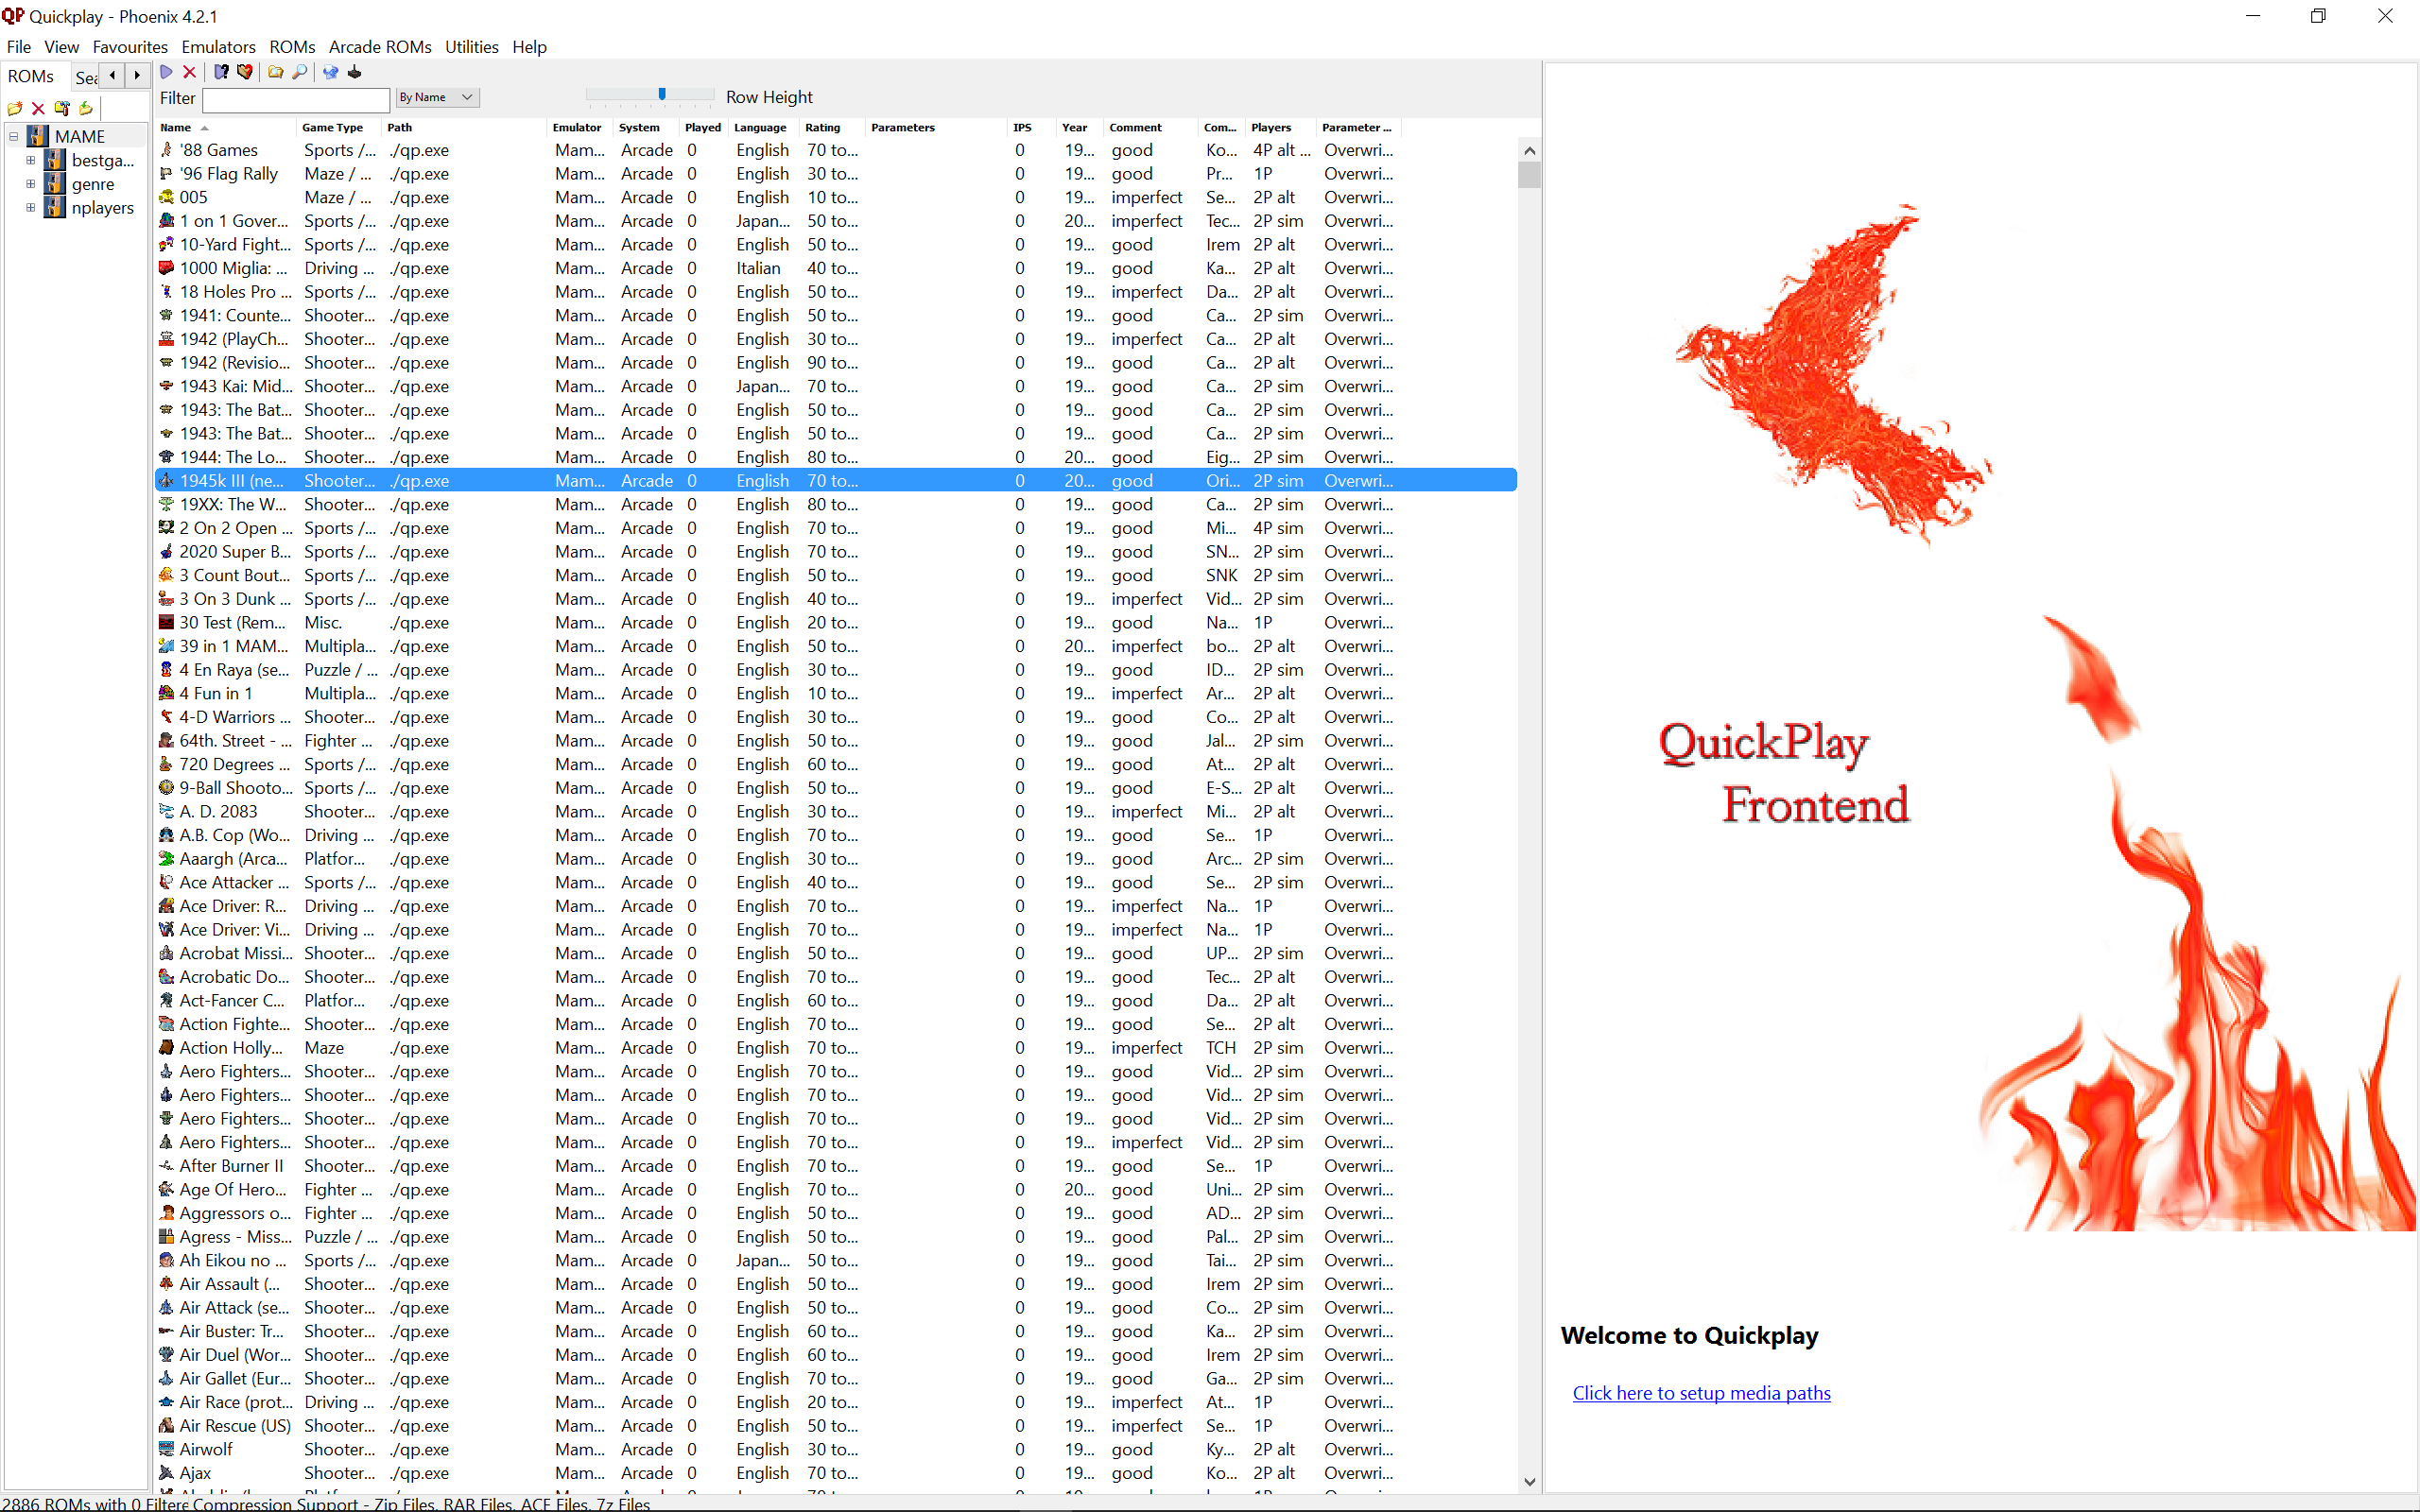 QP Quickplay - Phoenix 4.2.1
File View Favourites Emulators ROMs Arcade ROMs Utilities Help
ROMs Sea
Filter By Name Row Height
MAME
bestga...
genre
nplayers
Name Game Type Path Emulator System Played Language Rating Parameters IPS Year Comment Com... Players Parameter ...
'88 Games Sports /... ./qp.exe Mam... Arcade 0 English 70 to... 0 19... good Ko... 4P alt ... Overwri...
'96 Flag Rally Maze / ... ./qp.exe Mam... Arcade 0 English 30 to... 0 19... good Pr... 1P Overwri...
005 Maze / ... ./qp.exe Mam... Arcade 0 English 10 to... 0 19... imperfect Se... 2P alt Overwri...
1 on 1 Gover... Sports /... ./qp.exe Mam... Arcade 0 Japan... 50 to... 0 20... imperfect Tec... 2P sim Overwri...
10-Yard Fight... Sports /... ./qp.exe Mam... Arcade 0 English 50 to... 0 19... good Irem 2P alt Overwri...
1000 Miglia: ... Driving ... ./qp.exe Mam... Arcade 0 Italian 40 to... 0 19... good Ka... 2P alt Overwri...
18 Holes Pro ... Sports /... ./qp.exe Mam... Arcade 0 English 50 to... 0 19... imperfect Da... 2P alt Overwri...
1941: Counte... Shooter... ./qp.exe Mam... Arcade 0 English 50 to... 0 19... good Ca... 2P sim Overwri...
1942 (PlayCh... Shooter... ./qp.exe Mam... Arcade 0 English 30 to... 0 19... imperfect Ca... 2P alt Overwri...
1942 (Revisio... Shooter... ./qp.exe Mam... Arcade 0 English 90 to... 0 19... good Ca... 2P alt Overwri...
1943 Kai: Mid... Shooter... ./qp.exe Mam... Arcade 0 Japan... 70 to... 0 19... good Ca... 2P sim Overwri...
1943: The Bat... Shooter... ./qp.exe Mam... Arcade 0 English 50 to... 0 19... good Ca... 2P sim Overwri...
1943: The Bat... Shooter... ./qp.exe Mam... Arcade 0 English 50 to... 0 19... good Ca... 2P sim Overwri...
1944: The Lo... Shooter... ./qp.exe Mam... Arcade 0 English 80 to... 0 20... good Eig... 2P sim Overwri...
1945k III (ne... Shooter... ./qp.exe Mam... Arcade 0 English 70 to... 0 20... good Ori... 2P sim Overwri...
19XX: The W... Shooter... ./qp.exe Mam... Arcade 0 English 80 to... 0 19... good Ca... 2P sim Overwri...
2 On 2 Open ... Sports /... ./qp.exe Mam... Arcade 0 English 70 to... 0 19... good Mi... 4P sim Overwri...
2020 Super B... Sports /... ./qp.exe Mam... Arcade 0 English 70 to... 0 19... good SN... 2P sim Overwri...
3 Count Bout... Sports /... ./qp.exe Mam... Arcade 0 English 50 to... 0 19... good SNK 2P sim Overwri...
3 On 3 Dunk ... Sports /... ./qp.exe Mam... Arcade 0 English 40 to... 0 19... imperfect Vid... 2P sim Overwri...
30 Test (Rem... Misc. ./qp.exe Mam... Arcade 0 English 20 to... 0 19... good Na... 1P Overwri...
39 in 1 MAM... Multipla... ./qp.exe Mam... Arcade 0 English 50 to... 0 20... imperfect bo... 2P alt Overwri...
4 En Raya (se... Puzzle / ... ./qp.exe Mam... Arcade 0 English 30 to... 0 19... good ID... 2P sim Overwri...
4 Fun in 1 Multipla... ./qp.exe Mam... Arcade 0 English 10 to... 0 19... imperfect Ar... 2P alt Overwri...
4-D Warriors ... Shooter... ./qp.exe Mam... Arcade 0 English 30 to... 0 19... good Co... 2P alt Overwri...
64th. Street - ... Fighter ... ./qp.exe Mam... Arcade 0 English 50 to... 0 19... good Jal... 2P sim Overwri...
720 Degrees ... Sports /... ./qp.exe Mam... Arcade 0 English 60 to... 0 19... good At... 2P alt Overwri...
9-Ball Shooto... Sports /... ./qp.exe Mam... Arcade 0 English 50 to... 0 19... good E-S... 2P alt Overwri...
A. D. 2083 Shooter... ./qp.exe Mam... Arcade 0 English 30 to... 0 19... imperfect Mi... 2P alt Overwri...
A.B. Cop (Wo... Driving ... ./qp.exe Mam... Arcade 0 English 70 to... 0 19... good Se... 1P Overwri...
Aaargh (Arca... Platfor... ./qp.exe Mam... Arcade 0 English 30 to... 0 19... good Arc... 2P sim Overwri...
Ace Attacker ... Sports /... ./qp.exe Mam... Arcade 0 English 40 to... 0 19... good Se... 2P sim Overwri...
Ace Driver: R... Driving ... ./qp.exe Mam... Arcade 0 English 70 to... 0 19... imperfect Na... 1P Overwri...
Ace Driver: Vi... Driving ... ./qp.exe Mam... Arcade 0 English 70 to... 0 19... imperfect Na... 1P Overwri...
Acrobat Missi... Shooter... ./qp.exe Mam... Arcade 0 English 50 to... 0 19... good UP... 2P sim Overwri...
Acrobatic Do... Shooter... ./qp.exe Mam... Arcade 0 English 70 to... 0 19... good Tec... 2P alt Overwri...
Act-Fancer C... Platfor... ./qp.exe Mam... Arcade 0 English 60 to... 0 19... good Da... 2P alt Overwri...
Action Fighte... Shooter... ./qp.exe Mam... Arcade 0 English 70 to... 0 19... good Se... 2P alt Overwri...
Action Holly... Maze ./qp.exe Mam... Arcade 0 English 70 to... 0 19... imperfect TCH 2P sim Overwri...
Aero Fighters... Shooter... ./qp.exe Mam... Arcade 0 English 70 to... 0 19... good Vid... 2P sim Overwri...
Aero Fighters... Shooter... ./qp.exe Mam... Arcade 0 English 70 to... 0 19... good Vid... 2P sim Overwri...
Aero Fighters... Shooter... ./qp.exe Mam... Arcade 0 English 70 to... 0 19... good Vid... 2P sim Overwri...
Aero Fighters... Shooter... ./qp.exe Mam... Arcade 0 English 70 to... 0 19... imperfect Vid... 2P sim Overwri...
After Burner II Shooter... ./qp.exe Mam... Arcade 0 English 70 to... 0 19... good Se... 1P Overwri...
Age Of Hero... Fighter ... ./qp.exe Mam... Arcade 0 English 70 to... 0 20... good Uni... 2P sim Overwri...
Aggressors o... Fighter ... ./qp.exe Mam... Arcade 0 English 50 to... 0 19... good AD... 2P sim Overwri...
Agress - Miss... Puzzle / ... ./qp.exe Mam... Arcade 0 English 50 to... 0 19... good Pal... 2P sim Overwri...
Ah Eikou no ... Sports /... ./qp.exe Mam... Arcade 0 Japan... 50 to... 0 19... good Tai... 2P sim Overwri...
Air Assault (... Shooter... ./qp.exe Mam... Arcade 0 English 50 to... 0 19... good Irem 2P sim Overwri...
Air Attack (se... Shooter... ./qp.exe Mam... Arcade 0 English 50 to... 0 19... good Co... 2P sim Overwri...
Air Buster: Tr... Shooter... ./qp.exe Mam... Arcade 0 English 60 to... 0 19... good Ka... 2P sim Overwri...
Air Duel (Wor... Shooter... ./qp.exe Mam... Arcade 0 English 60 to... 0 19... good Irem 2P sim Overwri...
Air Gallet (Eur... Shooter... ./qp.exe Mam... Arcade 0 English 70 to... 0 19... good Ga... 2P sim Overwri...
Air Race (prot... Driving ... ./qp.exe Mam... Arcade 0 English 20 to... 0 19... imperfect At... 1P Overwri...
Air Rescue (US) Shooter... ./qp.exe Mam... Arcade 0 English 50 to... 0 19... imperfect Se... 1P Overwri...
Airwolf Shooter... ./qp.exe Mam... Arcade 0 English 30 to... 0 19... good Ky... 2P alt Overwri...
Ajax Shooter... ./qp.exe Mam... Arcade 0 English 70 to... 0 19... good Ko... 2P alt Overwri...
QuickPlay
Frontend
Welcome to Quickplay
Click here to setup media paths
2886 ROMs with 0 Filtere Compression Support - Zip Files, RAR Files, ACE Files, 7z Files